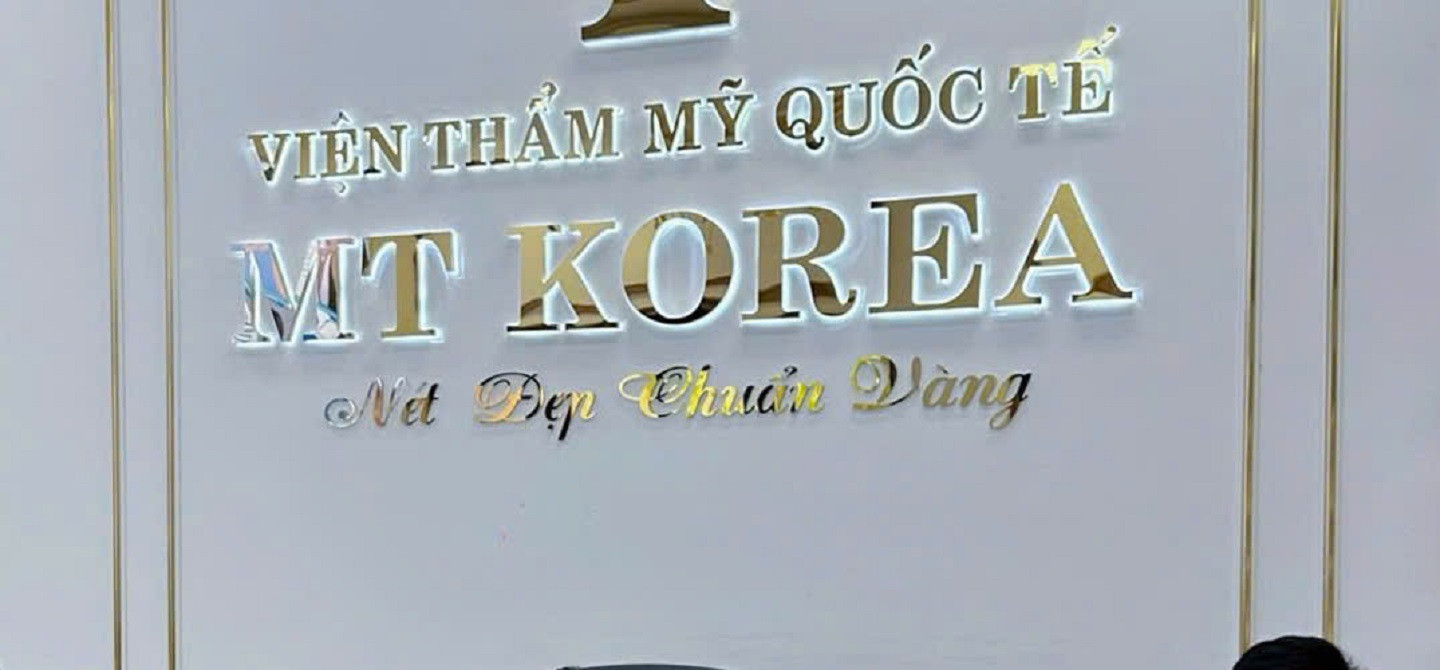 VIỆN THẨM MỸ QUỐC TẾ
MT KOREA
Nét Đẹp Chuẩn Vàng